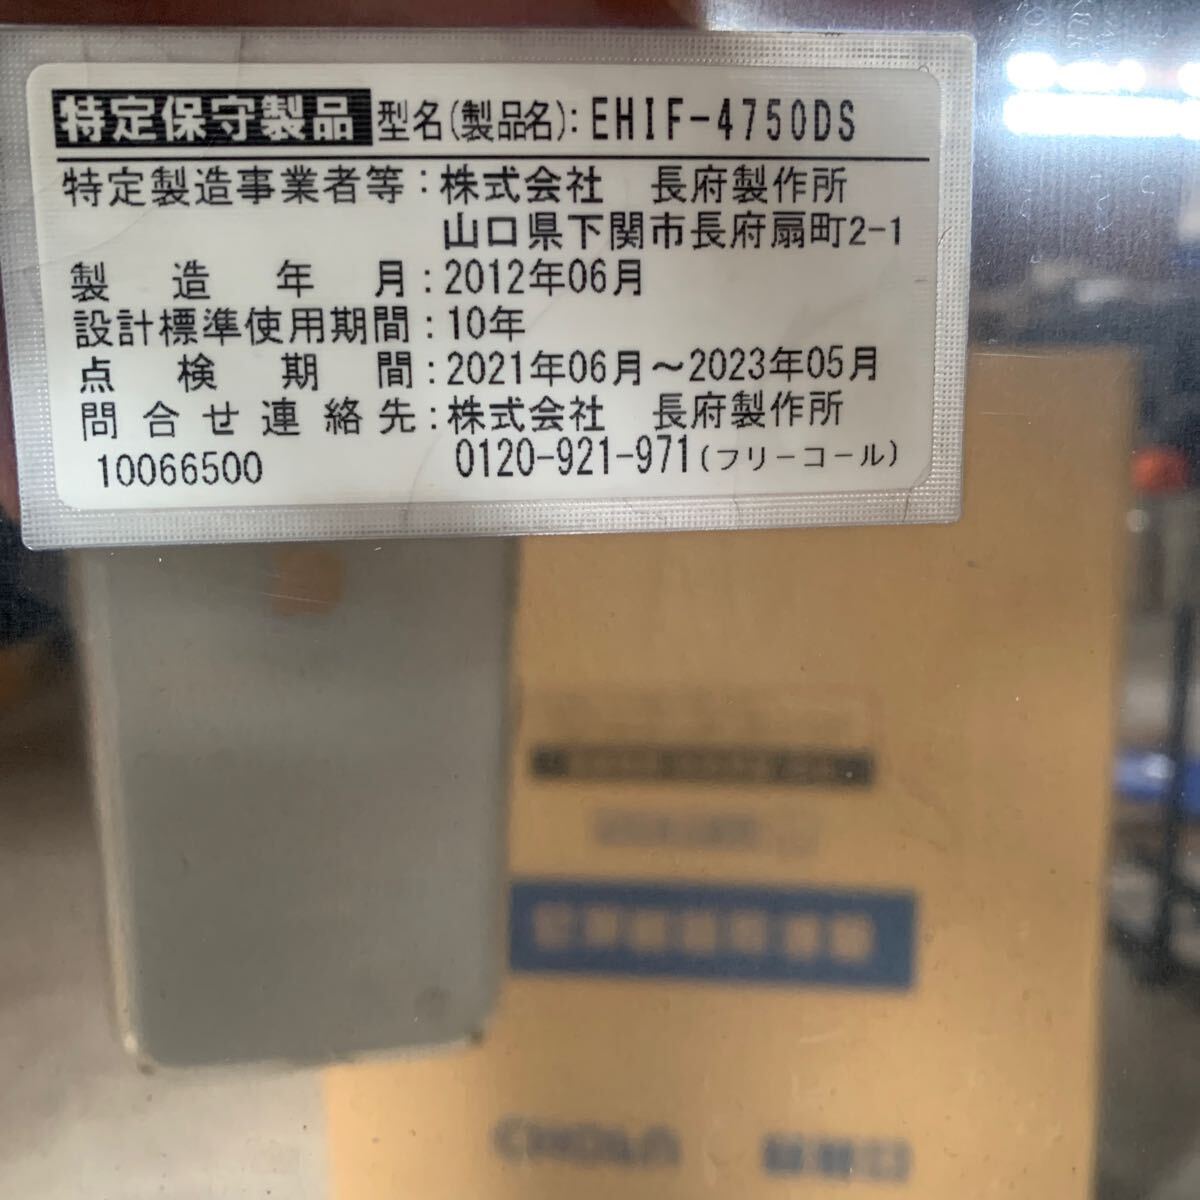 特定保守製品 型名(製品名): EHIF-4750DS
特定製造事業者等:株式会社 長府製作所
山口県下関市長府扇町2-1
製造年月:2012年06月
設計標準使用期間:10年
点検期間:2021年06月～2023年05月
問合せ連絡先:株式会社 長府製作所
10066500 0120-921-971(フリーコール)